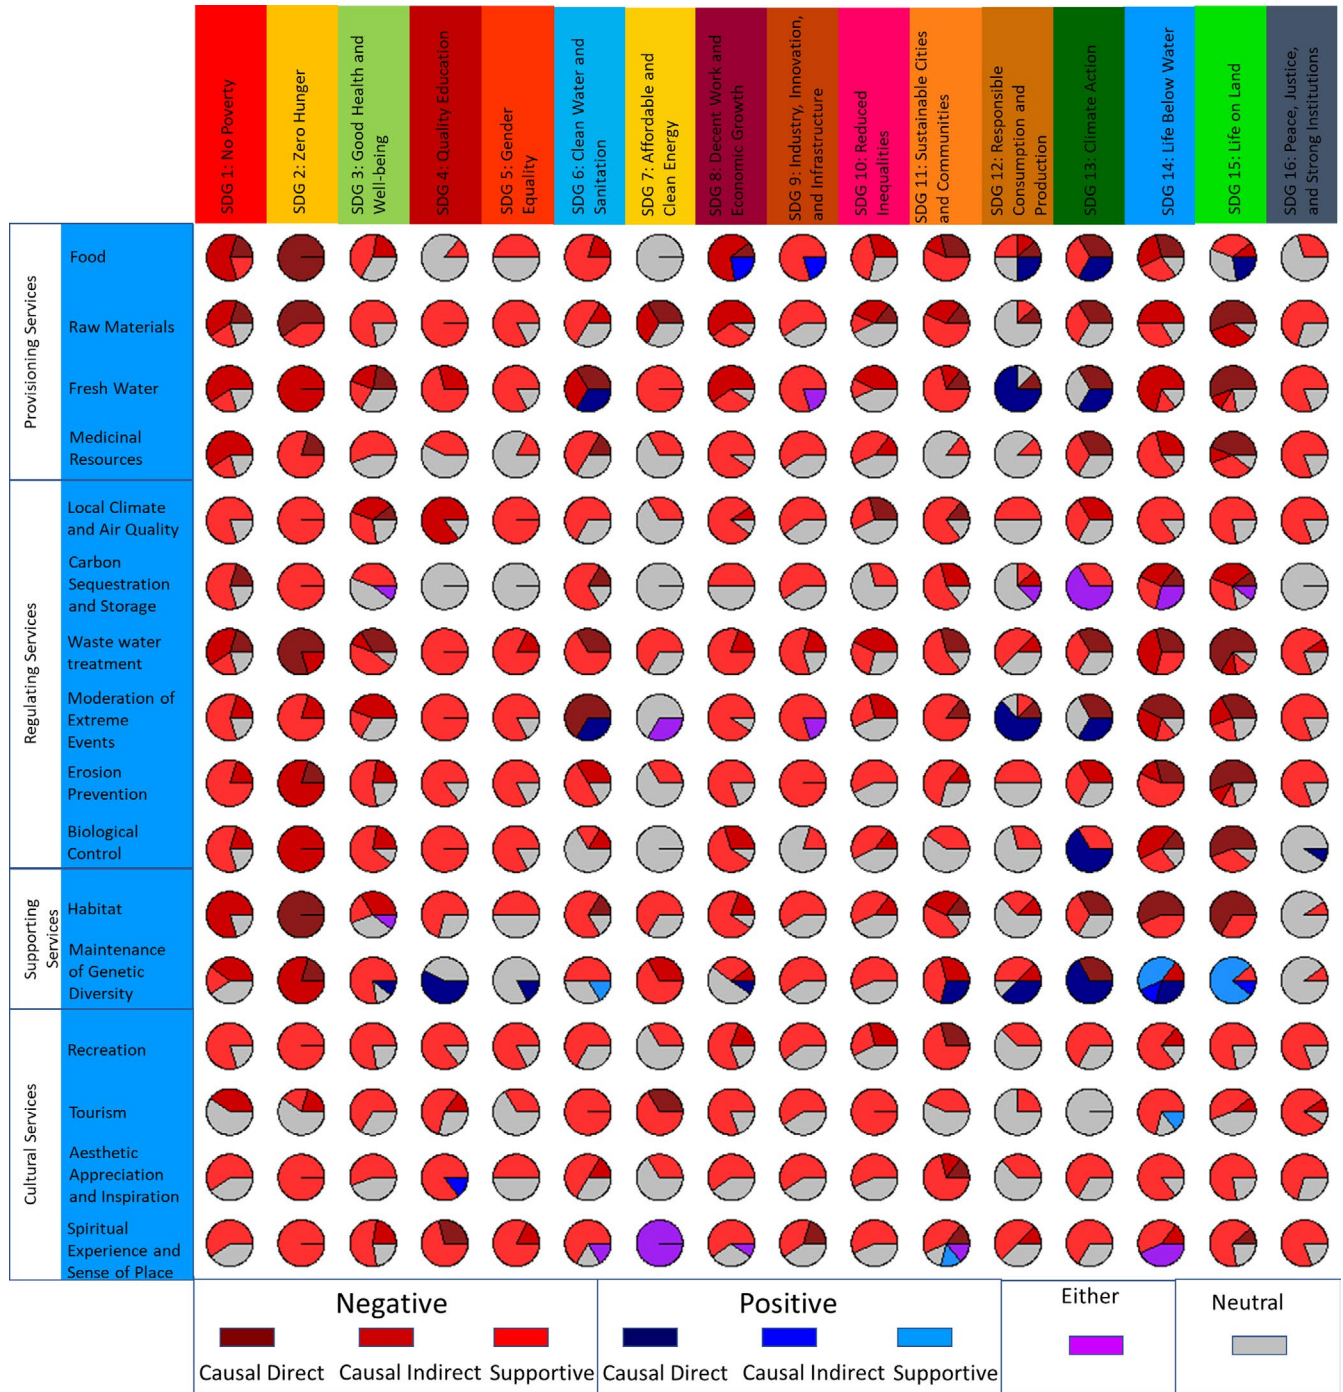 SDG 1: No Poverty
SDG 2: Zero Hunger
SDG 3: Good Health and
Well-being
SDG 4: Quality Education
SDG 5: Gender
Equality
SDG 6: Clean Water and
Sanitation
SDG 7: Affordable and
Clean Energy
SDG 8: Decent Work and
Economic Growth
SDG 9: Industry, Innovation,
and Infrastructure
SDG 10: Reduced
Inequalities
SDG 11: Sustainable Cities
and Communities
SDG 12: Responsible
Consumption and
Production
SDG 13: Climate Action
SDG 14: Life Below Water
SDG 15: Life on Land
SDG 16: Peace, Justice,
and Strong Institutions
Provisioning Services
Food
Raw Materials
Fresh Water
Medicinal
Resources
Regulating Services
Local Climate
and Air Quality
Carbon
Sequestration
and Storage
Waste water
treatment
Moderation of
Extreme
Events
Erosion
Prevention
Biological
Control
Supporting
Services
Habitat
Maintenance
of Genetic
Diversity
Cultural Services
Recreation
Tourism
Aesthetic
Appreciation
and Inspiration
Spiritual
Experience and
Sense of Place
Negative
Causal Direct
Causal Indirect
Supportive
Positive
Causal Direct
Causal Indirect
Supportive
Either
Neutral